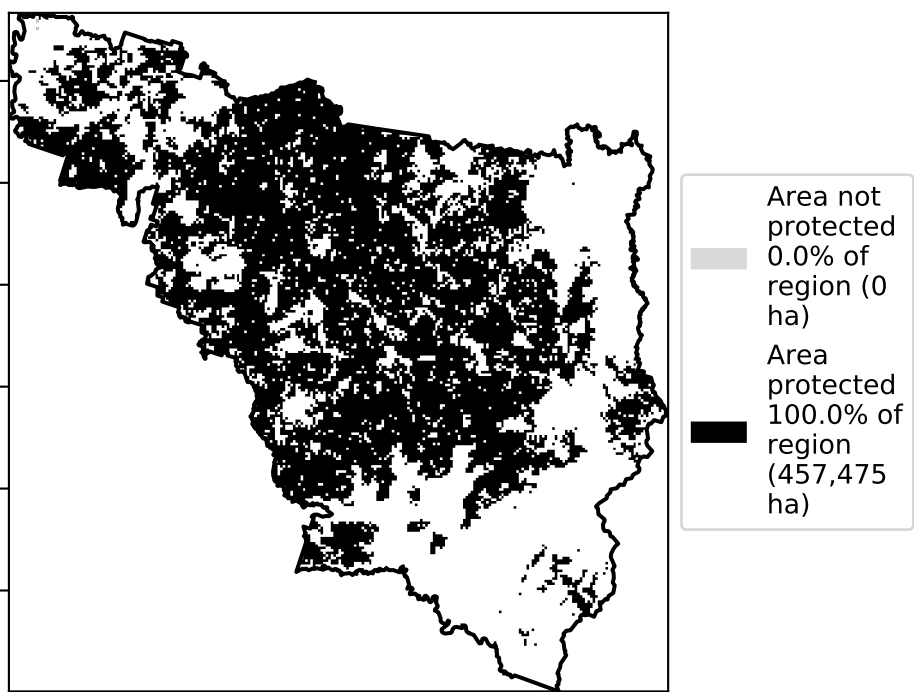 Area not
protected
0.0% of
region (0
ha)
Area
protected
100.0% of
region
(457,475
ha)